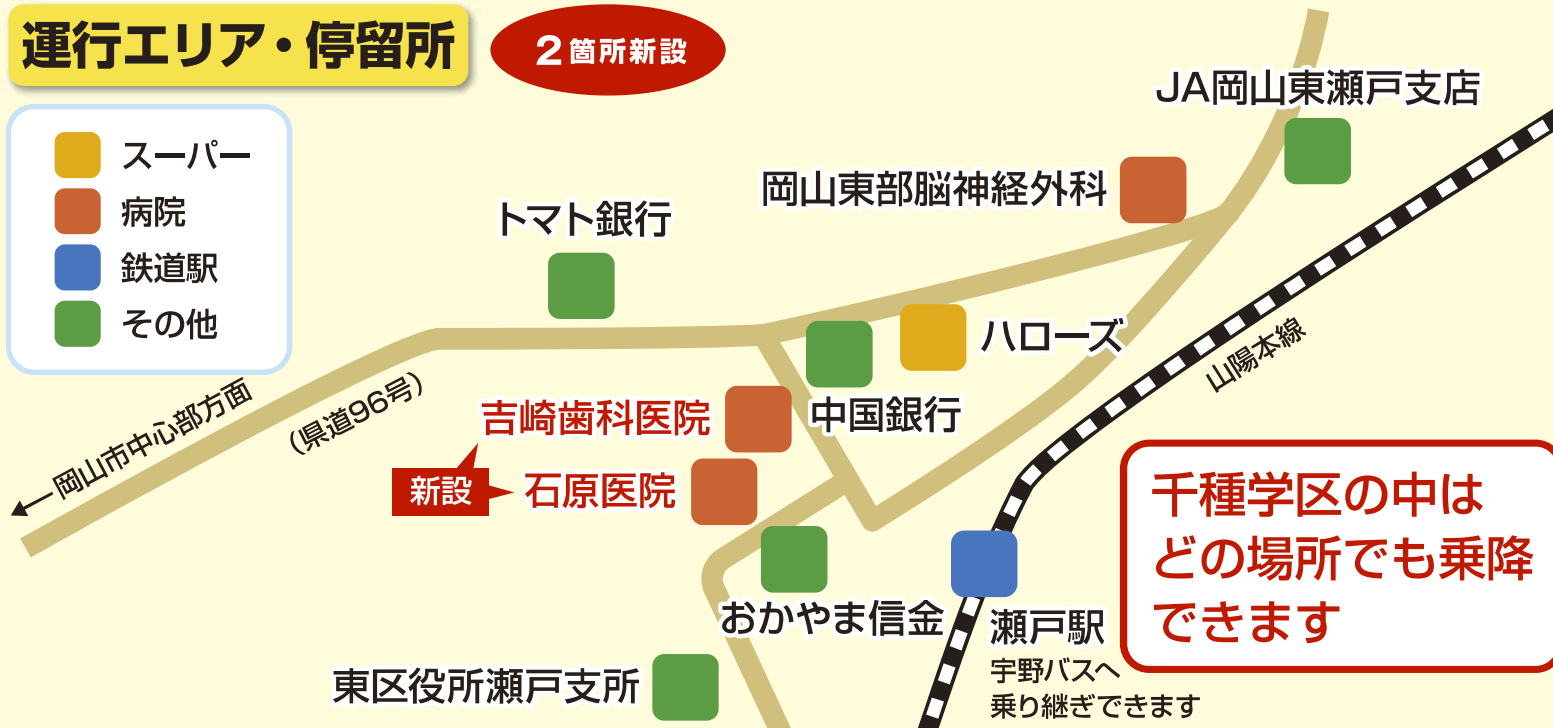 運行エリア・停留所
2箇所新設
スーパー
病院
鉄道駅
その他
JA岡山東瀬戸支店
岡山東部脳神経外科
トマト銀行
ハローズ
中国銀行
山陽本線
←岡山市中心部方面
（県道96号）
吉崎歯科医院
新設
石原医院
千種学区の中は
どの場所でも乗降
できます
おかやま信金
瀬戸駅
宇野バスへ
乗り継ぎできます
東区役所瀬戸支所